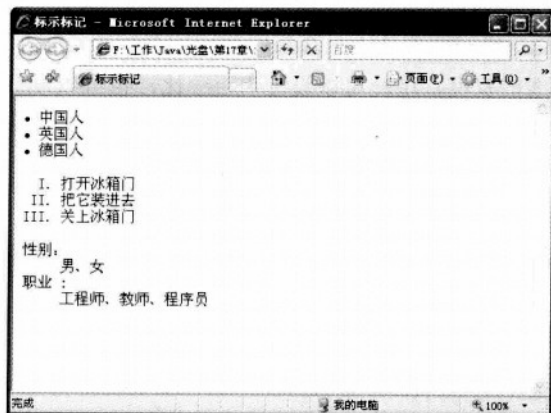 标示标记 - Microsoft Internet Explorer
F:\工作\Java\光盘\第17章\
百度
标示标记
页面(P)
工具(O)
»
• 中国人
• 英国人
• 德国人
I. 打开冰箱门
II. 把它装进去
III. 关上冰箱门
性别:
男、女
职业 :
工程师、教师、程序员
完成
我的电脑
100%